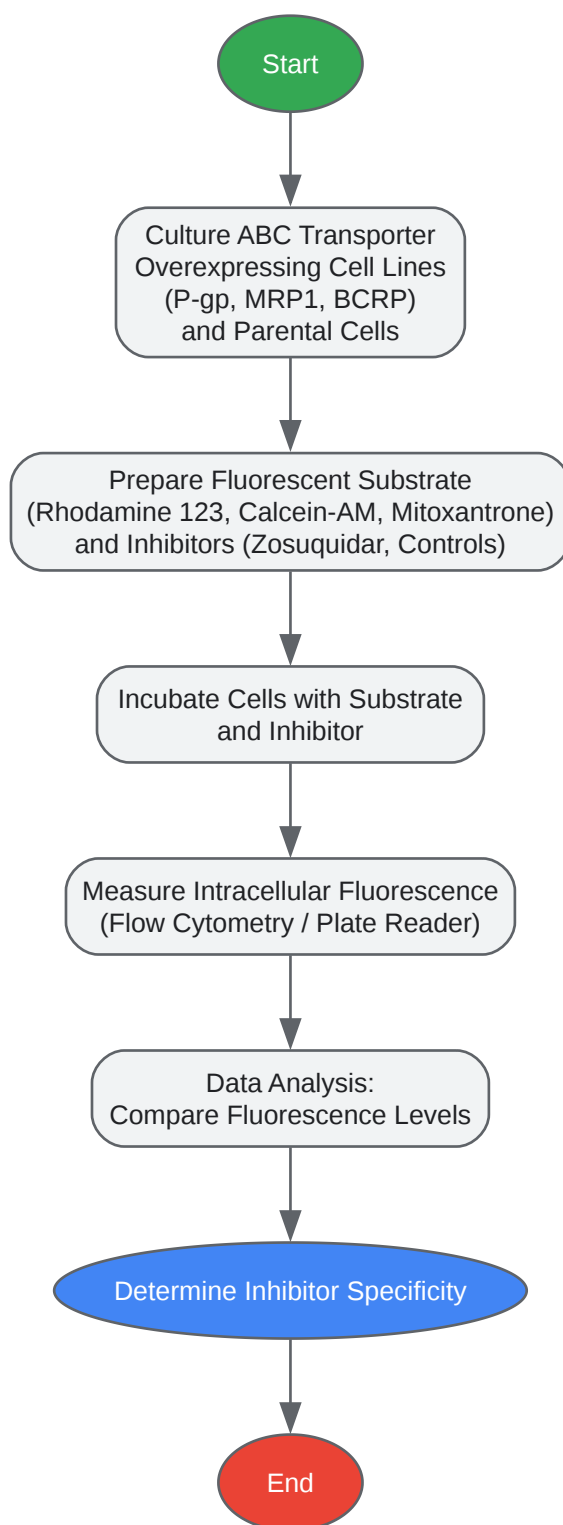 Start
Culture ABC Transporter
Overexpressing Cell Lines
(P-gp, MRP1, BCRP)
and Parental Cells
Prepare Fluorescent Substrate
(Rhodamine 123, Calcein-AM, Mitoxantrone)
and Inhibitors (Zosuquidar, Controls)
Incubate Cells with Substrate
and Inhibitor
Measure Intracellular Fluorescence
(Flow Cytometry / Plate Reader)
Data Analysis:
Compare Fluorescence Levels
Determine Inhibitor Specificity
End